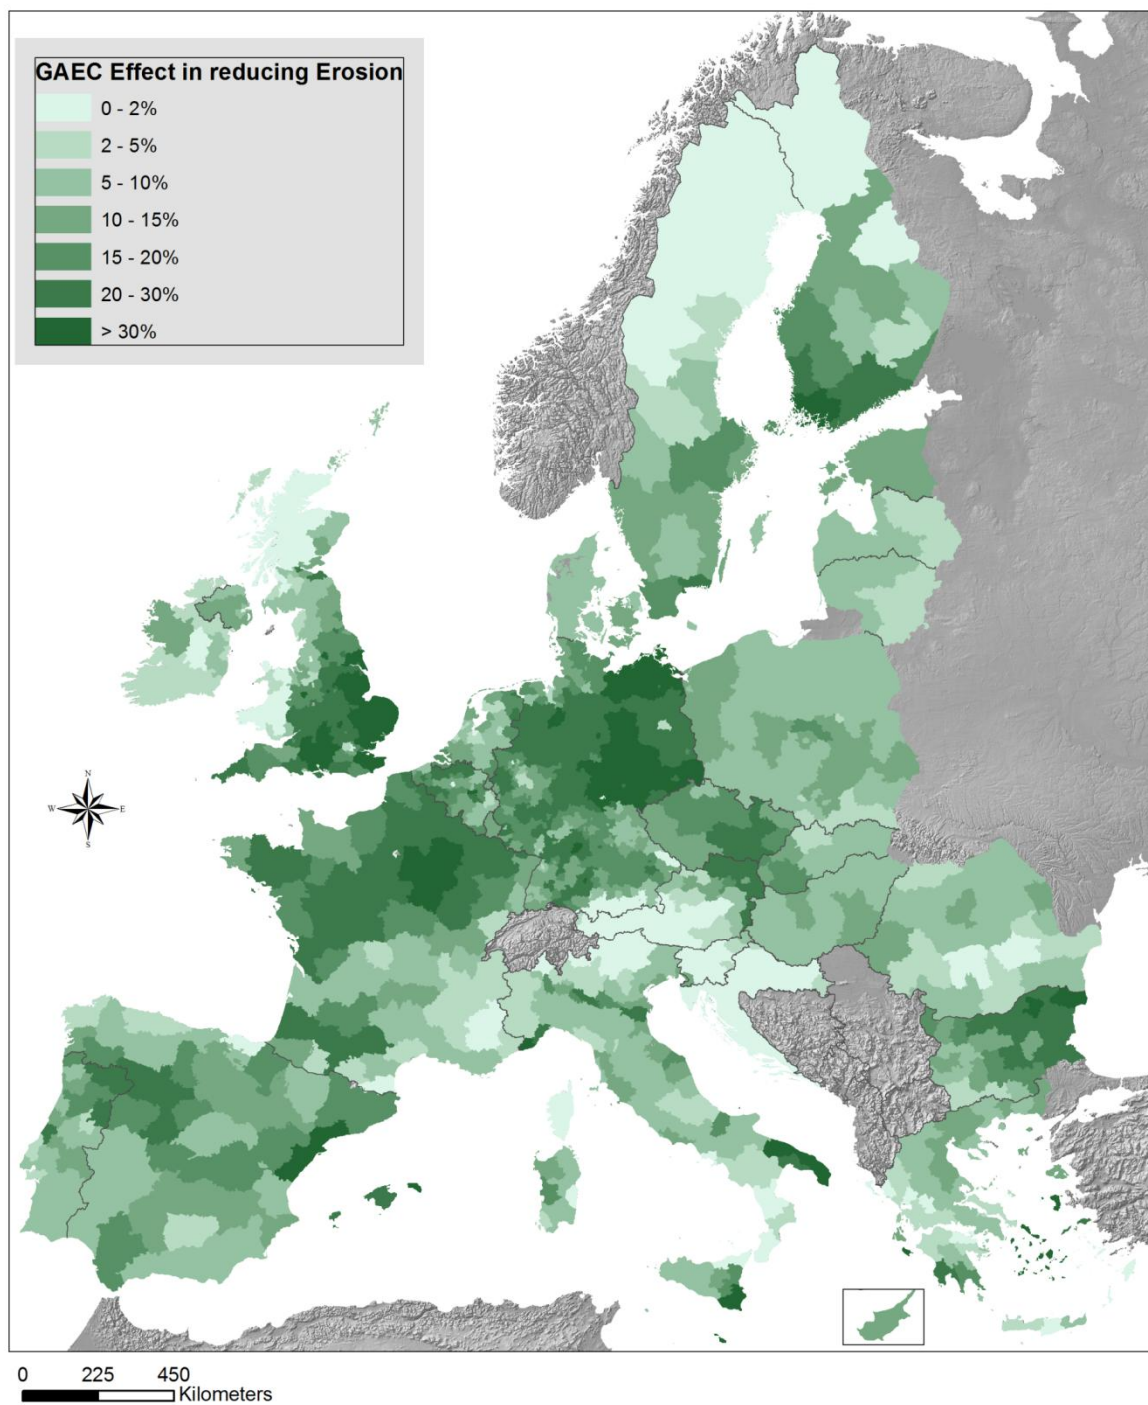 GAEC Effect in reducing Erosion
0 - 2%
2 - 5%
5 - 10%
10 - 15%
15 - 20%
20 - 30%
> 30%
N
W E
S
0 225 450
Kilometers